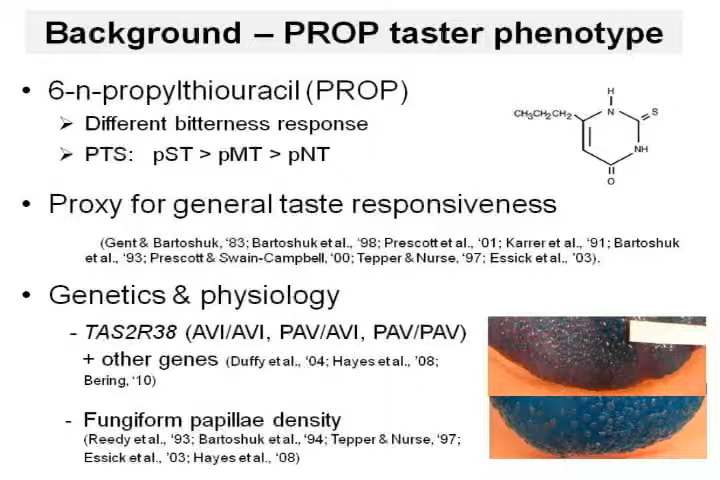 Background – PROP taster phenotype
• 6-n-propylthiouracil (PROP)
➢ Different bitterness response
➢ PTS: pST > pMT > pNT
H
CH3CH2CH2 N S
NH
O
• Proxy for general taste responsiveness
(Gent & Bartoshuk, '83; Bartoshuk et al., '98; Prescott et al., '01; Karrer et al., '91; Bartoshuk
et al., '93; Prescott & Swain-Campbell, '00; Tepper & Nurse, '97; Essick et al., '03).
• Genetics & physiology
- TAS2R38 (AVI/AVI, PAV/AVI, PAV/PAV)
+ other genes (Duffy et al., '04; Hayes et al., '08;
Bering, '10)
- Fungiform papillae density
(Reedy et al., '93; Bartoshuk et al., '94; Tepper & Nurse, '97;
Essick et al., '03; Hayes et al., '08)